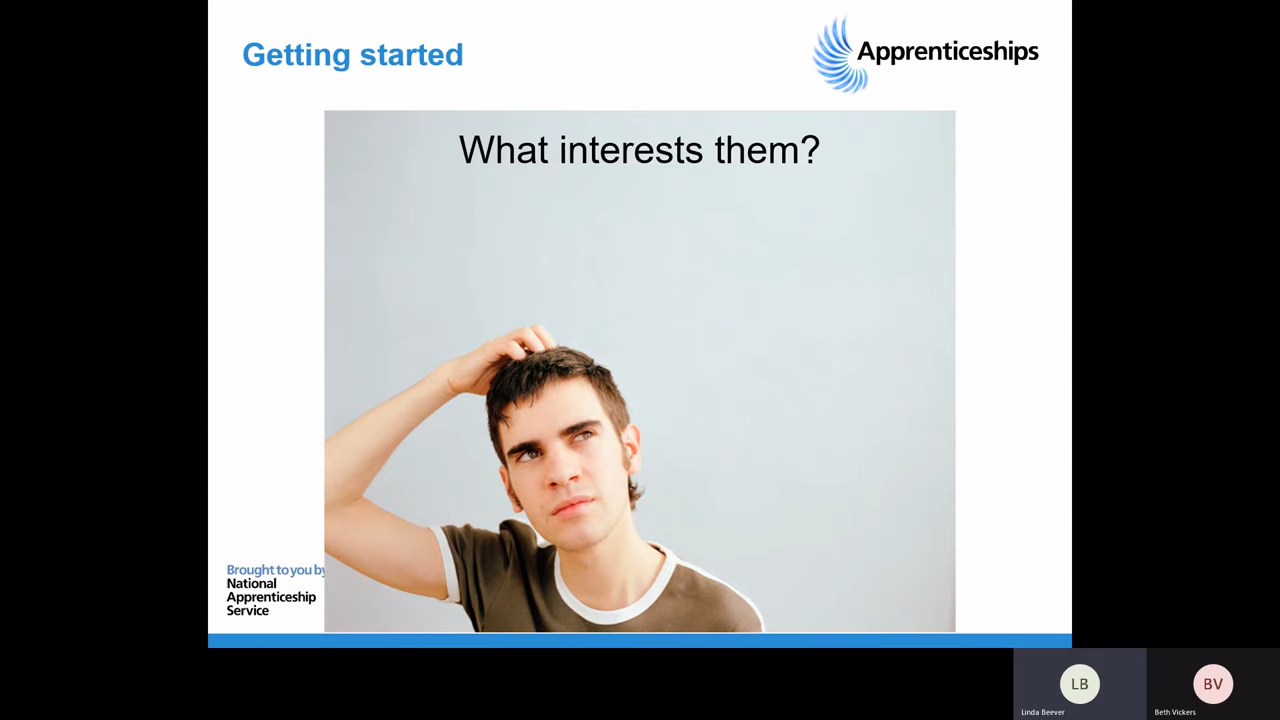 Getting started
Apprenticeships
What interests them?
Brought to you by
National
Apprenticeship
Service
LB
BV
Linda Beever
Beth Vickers